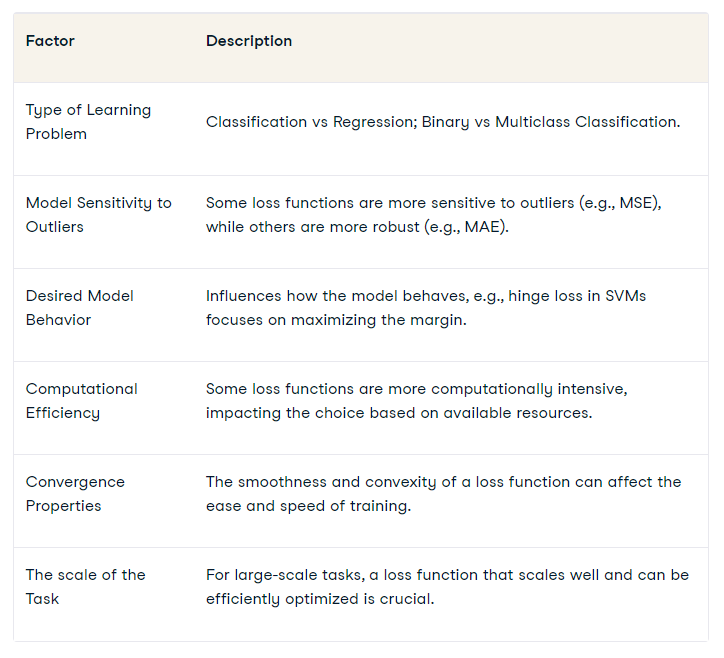 Factor
Description
Type of Learning
Problem
Classification vs Regression; Binary vs Multiclass Classification.
Model Sensitivity to
Outliers
Some loss functions are more sensitive to outliers (e.g., MSE),
while others are more robust (e.g., MAE).
Desired Model
Behavior
Influences how the model behaves, e.g., hinge loss in SVMs
focuses on maximizing the margin.
Computational
Efficiency
Some loss functions are more computationally intensive,
impacting the choice based on available resources.
Convergence
Properties
The smoothness and convexity of a loss function can affect the
ease and speed of training.
The scale of the
Task
For large-scale tasks, a loss function that scales well and can be
efficiently optimized is crucial.